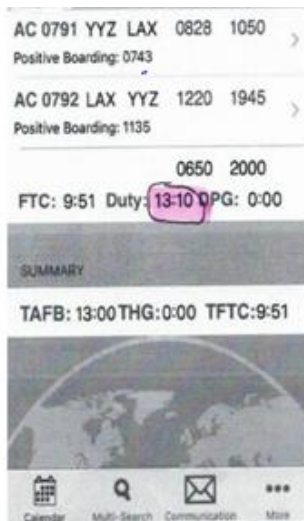 AC 0791 YYZ LAX 0828 1050
Positive Boarding: 0743
AC 0792 LAX YYZ 1220 1945
Positive Boarding: 1135
0650 2000
FTC: 9:51 Duty: 13:10 DPG: 0:00
SUMMARY
TAFB: 13:00 THG:0:00 TFTC:9:51
Calendar Multi-Search Communication More